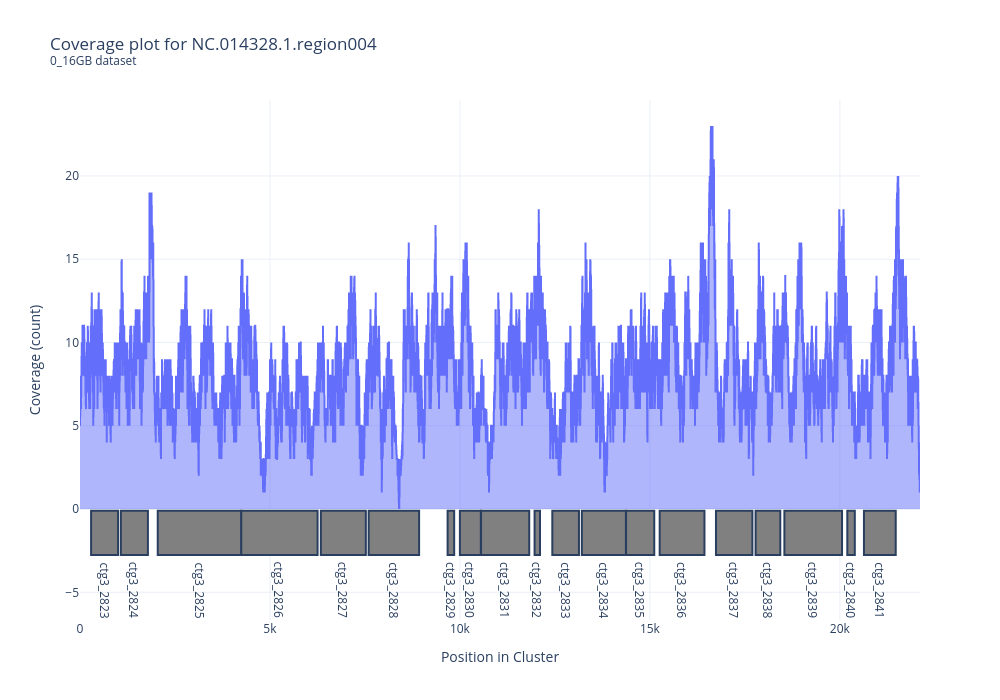 Coverage plot for NC.014328.1.region004
0_16GB dataset
Coverage (count)
20
15
10
5
0
−5
ctg3_2823
ctg3_2824
ctg3_2825
ctg3_2826
ctg3_2827
ctg3_2828
ctg3_2829
ctg3_2830
ctg3_2831
ctg3_2832
ctg3_2833
ctg3_2834
ctg3_2835
ctg3_2836
ctg3_2837
ctg3_2838
ctg3_2839
ctg3_2840
ctg3_2841
0
5k
10k
15k
20k
Position in Cluster